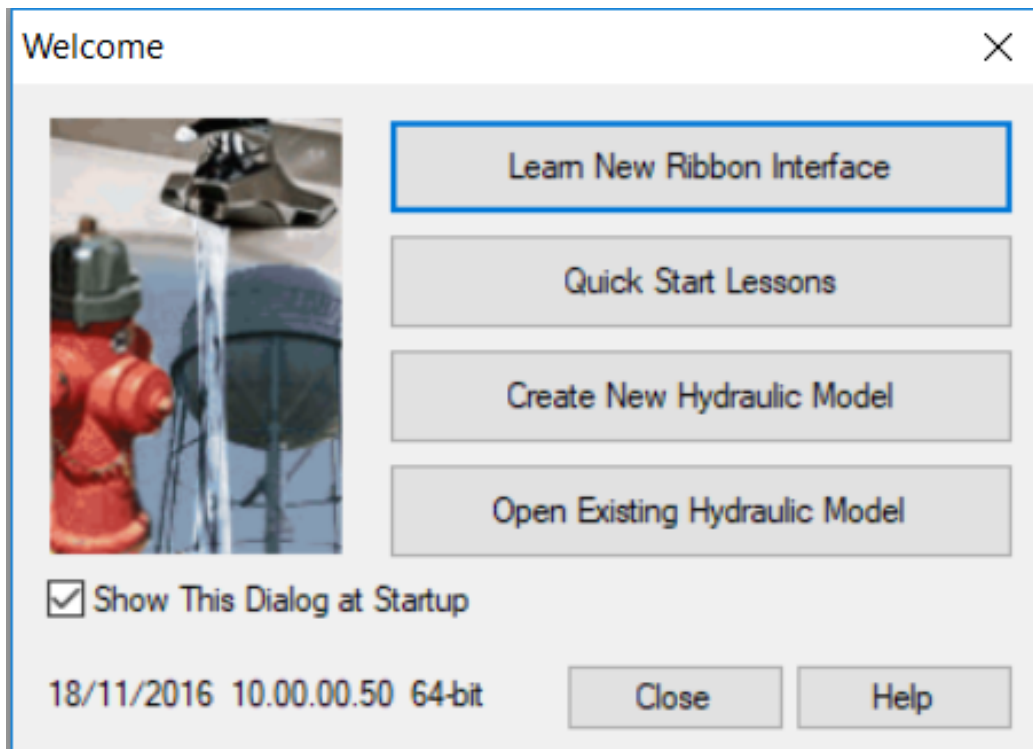 Welcome
Learn New Ribbon Interface
Quick Start Lessons
Create New Hydraulic Model
Open Existing Hydraulic Model
Show This Dialog at Startup
18/11/2016 10.00.00.50 64-bit
Close
Help